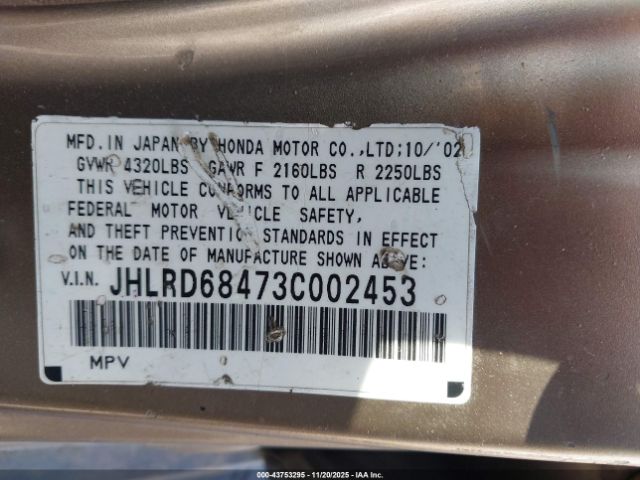 MFD. IN JAPAN BY HONDA MOTOR CO., LTD; 10/'02
GVWR 4320LBS GAWR F 2160LBS R 2250LBS
THIS VEHICLE CONFORMS TO ALL APPLICABLE
FEDERAL MOTOR VEHICLE SAFETY,
AND THEFT PREVENTION STANDARDS IN EFFECT
ON THE DATE OF MANUFACTURE SHOWN ABOVE:
V.I.N. JHLRD68473C002453
MPV
000-43753295 - 11/20/2025 - IAAI.COM